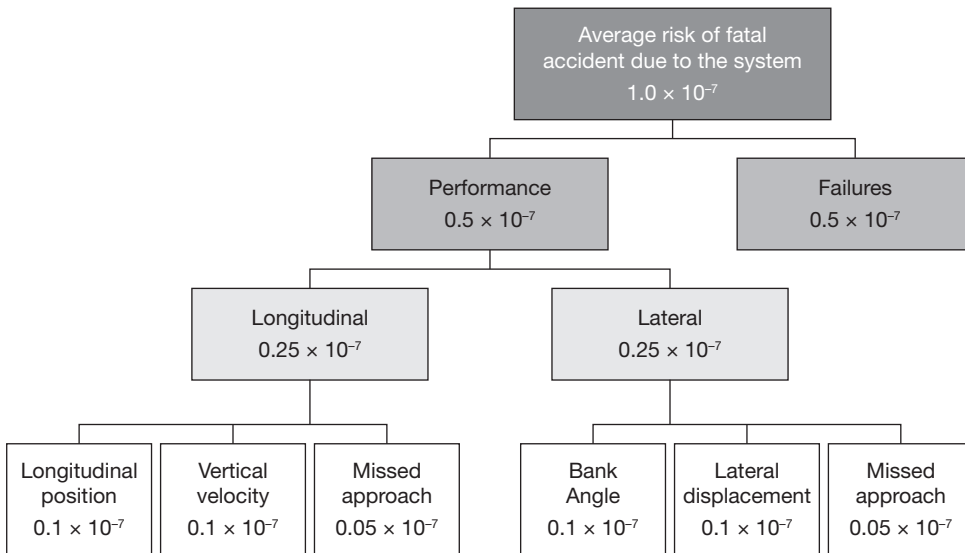 Average risk of fatal
accident due to the system
1.0 × 10⁻⁷
Performance
0.5 × 10⁻⁷
Failures
0.5 × 10⁻⁷
Longitudinal
0.25 × 10⁻⁷
Lateral
0.25 × 10⁻⁷
Longitudinal
position
0.1 × 10⁻⁷
Vertical
velocity
0.1 × 10⁻⁷
Missed
approach
0.05 × 10⁻⁷
Bank
Angle
0.1 × 10⁻⁷
Lateral
displacement
0.1 × 10⁻⁷
Missed
approach
0.05 × 10⁻⁷